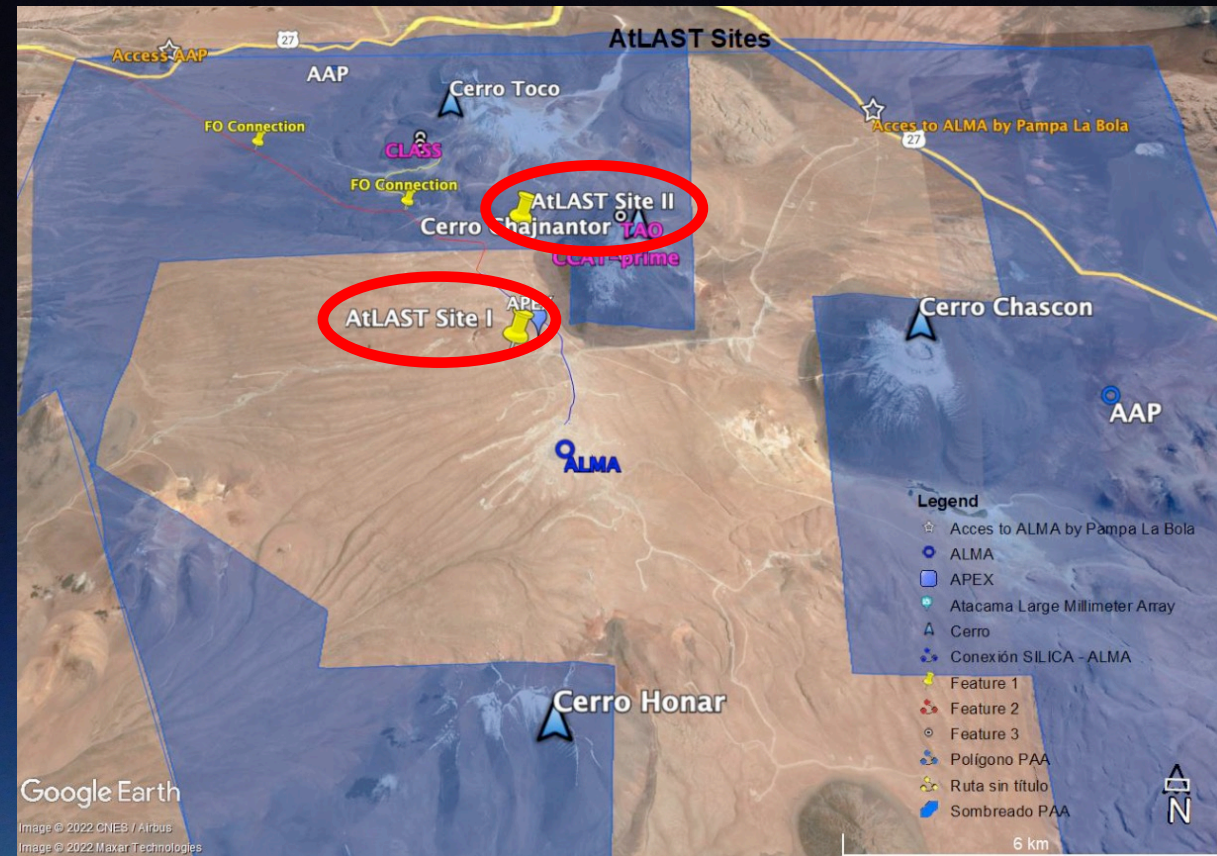 AtLAST Sites
27
Access AAP
AAP
Cerro Toco
FO Connection
CLASS
Acces to ALMA by Pampa La Bola
27
FO Connection
AtLAST Site II
Cerro Chajnantor
TAO
CCAT-prime
APEX
AtLAST Site I
Cerro Chascon
AAP
ALMA
Cerro Honar
Legend
Acces to ALMA by Pampa La Bola
ALMA
APEX
Atacama Large Millimeter Array
Cerro
Conexión SILICA - ALMA
Feature 1
Feature 2
Feature 3
Polígono PAA
Ruta sin título
Sombreado PAA
N
6 km
Google Earth
Image © 2022 CNES / Airbus
Image © 2022 Maxar Technologies